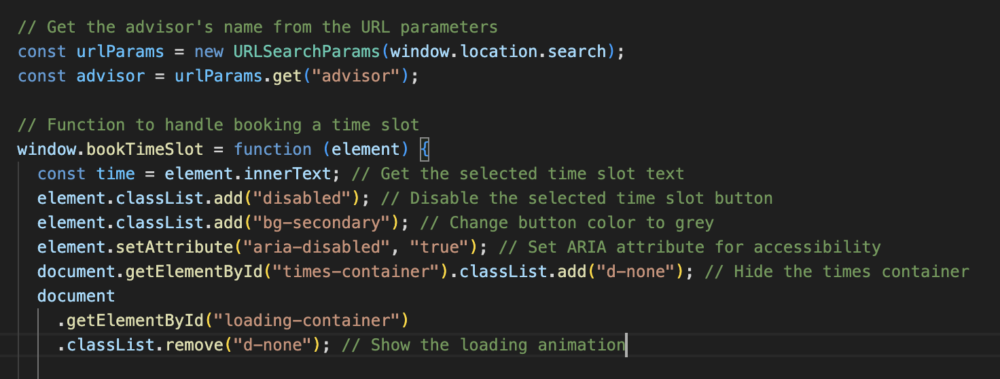 // Get the advisor's name from the URL parameters
const urlParams = new URLSearchParams(window.location.search);
const advisor = urlParams.get("advisor");
// Function to handle booking a time slot
window.bookTimeSlot = function (element) {
const time = element.innerText; // Get the selected time slot text
element.classList.add("disabled"); // Disable the selected time slot button
element.classList.add("bg-secondary"); // Change button color to grey
element.setAttribute("aria-disabled", "true"); // Set ARIA attribute for accessibility
document.getElementById("times-container").classList.add("d-none"); // Hide the times container
document
.getElementById("loading-container")
.classList.remove("d-none"); // Show the loading animation